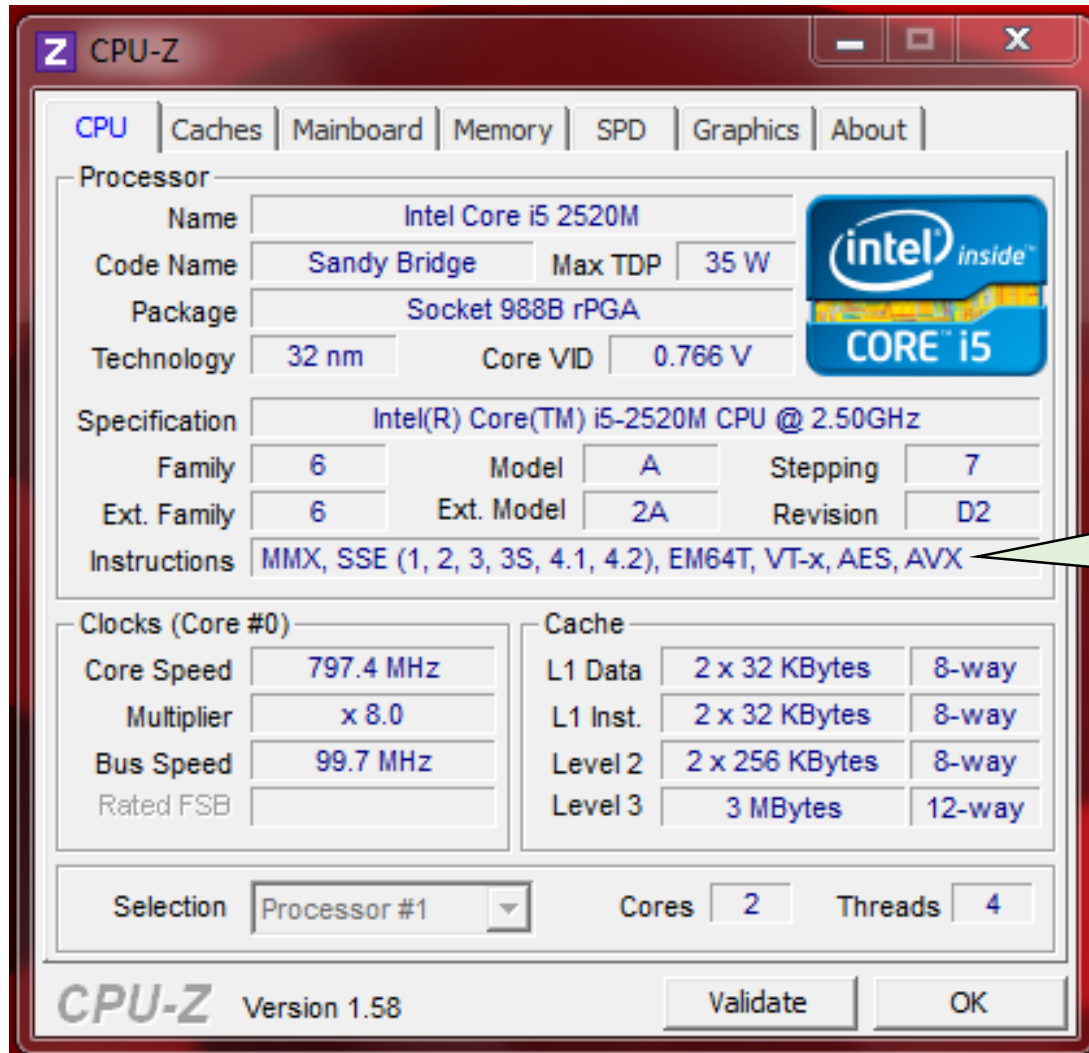 Z CPU-Z
CPU Caches Mainboard Memory SPD Graphics About
Processor
Name Intel Core i5 2520M
Code Name Sandy Bridge Max TDP 35 W
Package Socket 988B rPGA
Technology 32 nm Core VID 0.766 V
intel inside™
CORE™ i5
Specification Intel(R) Core(TM) i5-2520M CPU @ 2.50GHz
Family 6 Model A Stepping 7
Ext. Family 6 Ext. Model 2A Revision D2
Instructions MMX, SSE (1, 2, 3, 3S, 4.1, 4.2), EM64T, VT-x, AES, AVX
Clocks (Core #0)
Core Speed 797.4 MHz
Multiplier x 8.0
Bus Speed 99.7 MHz
Rated FSB
Cache
L1 Data 2 x 32 KBytes 8-way
L1 Inst. 2 x 32 KBytes 8-way
Level 2 2 x 256 KBytes 8-way
Level 3 3 MBytes 12-way
Selection Processor #1 Cores 2 Threads 4
CPU-Z Version 1.58 Validate OK